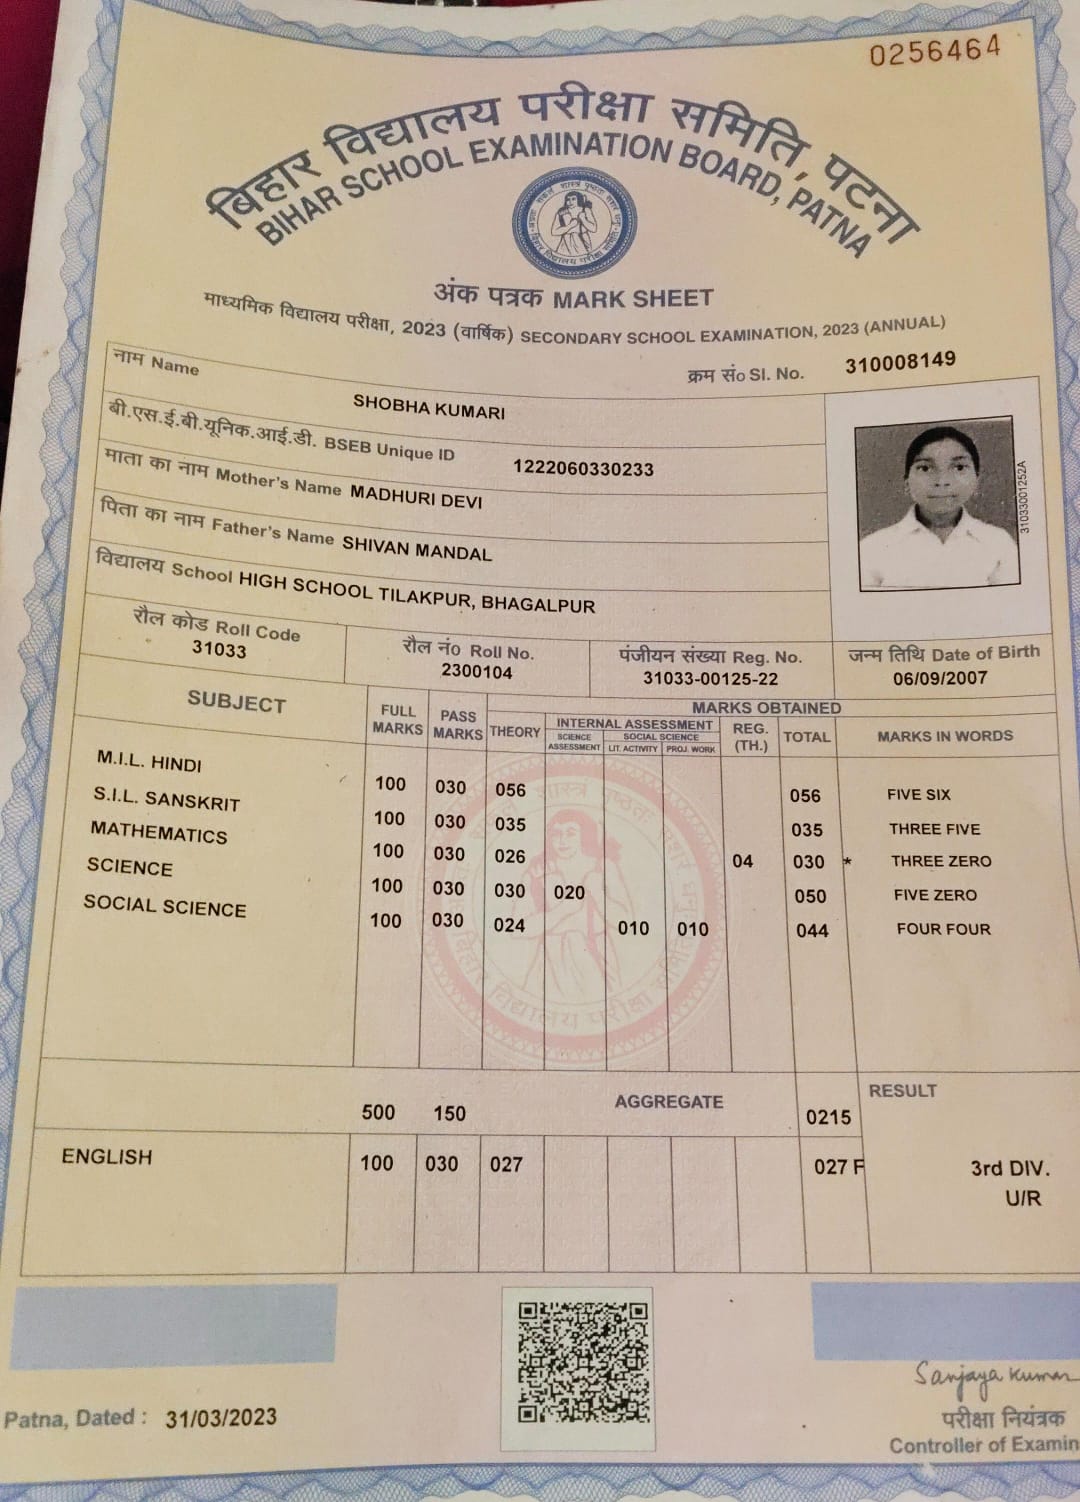 0256464
बिहार विद्यालय परीक्षा समिति, पटना
BIHAR SCHOOL EXAMINATION BOARD, PATNA
अंक पत्रक MARK SHEET
माध्यमिक विद्यालय परीक्षा, 2023 (वार्षिक) SECONDARY SCHOOL EXAMINATION, 2023 (ANNUAL)
क्रम सं० Sl. No. 310008149
नाम Name SHOBHA KUMARI
बी.एस.ई.बी.यूनिक.आई.डी. BSEB Unique ID 1222060330233
माता का नाम Mother's Name MADHURI DEVI
पिता का नाम Father's Name SHIVAN MANDAL
विद्यालय School HIGH SCHOOL TILAKPUR, BHAGALPUR
31033001252A
रौल कोड Roll Code रौल नं० Roll No. पंजीयन संख्या Reg. No. जन्म तिथि Date of Birth
31033 2300104 31033-00125-22 06/09/2007
SUBJECT FULL MARKS PASS MARKS MARKS OBTAINED
THEORY INTERNAL ASSESSMENT REG. (TH.) TOTAL MARKS IN WORDS
SCIENCE ASSESSMENT SOCIAL SCIENCE
LIT. ACTIVITY PROJ. WORK
M.I.L. HINDI 100 030 056 056 FIVE SIX
S.I.L. SANSKRIT 100 030 035 035 THREE FIVE
MATHEMATICS 100 030 026 04 030 * THREE ZERO
SCIENCE 100 030 030 020 050 FIVE ZERO
SOCIAL SCIENCE 100 030 024 010 010 044 FOUR FOUR
500 150 AGGREGATE 0215 RESULT
ENGLISH 100 030 027 027 F 3rd DIV.
U/R
Patna, Dated : 31/03/2023
Sanjaya Kumar
परीक्षा नियंत्रक
Controller of Examin